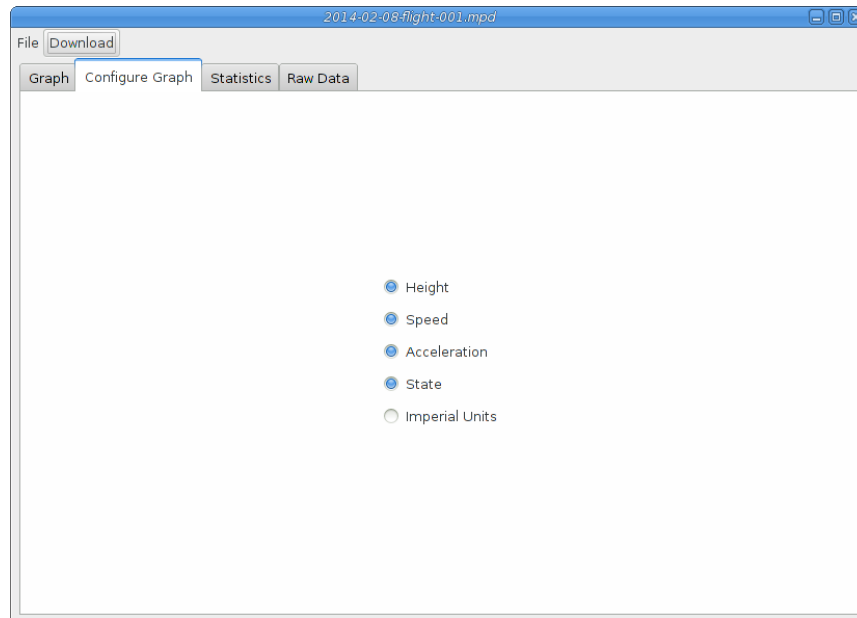 2014-02-08-flight-001.mpd
File Download
Graph Configure Graph Statistics Raw Data
Height
Speed
Acceleration
State
Imperial Units